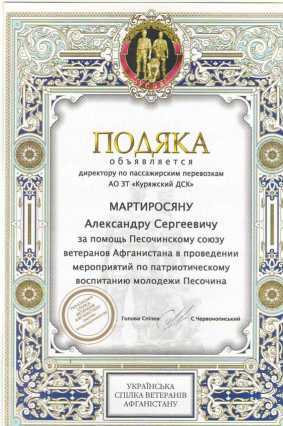 ПОДЯКА
объявляется
директору по пассажирским перевозкам
АО ЗТ «Куряжский ДСК»
МАРТИРОСЯНУ
Александру Сергеевичу
за помощь Песочинскому союзу
ветеранов Афганистана в проведении
мероприятий по патриотическому
воспитанию молодежи Песочина
Голова Спілки
С.Червонописький
УКРАЇНСЬКА
СПІЛКА ВЕТЕРАНІВ
АФГАНІСТАНУ